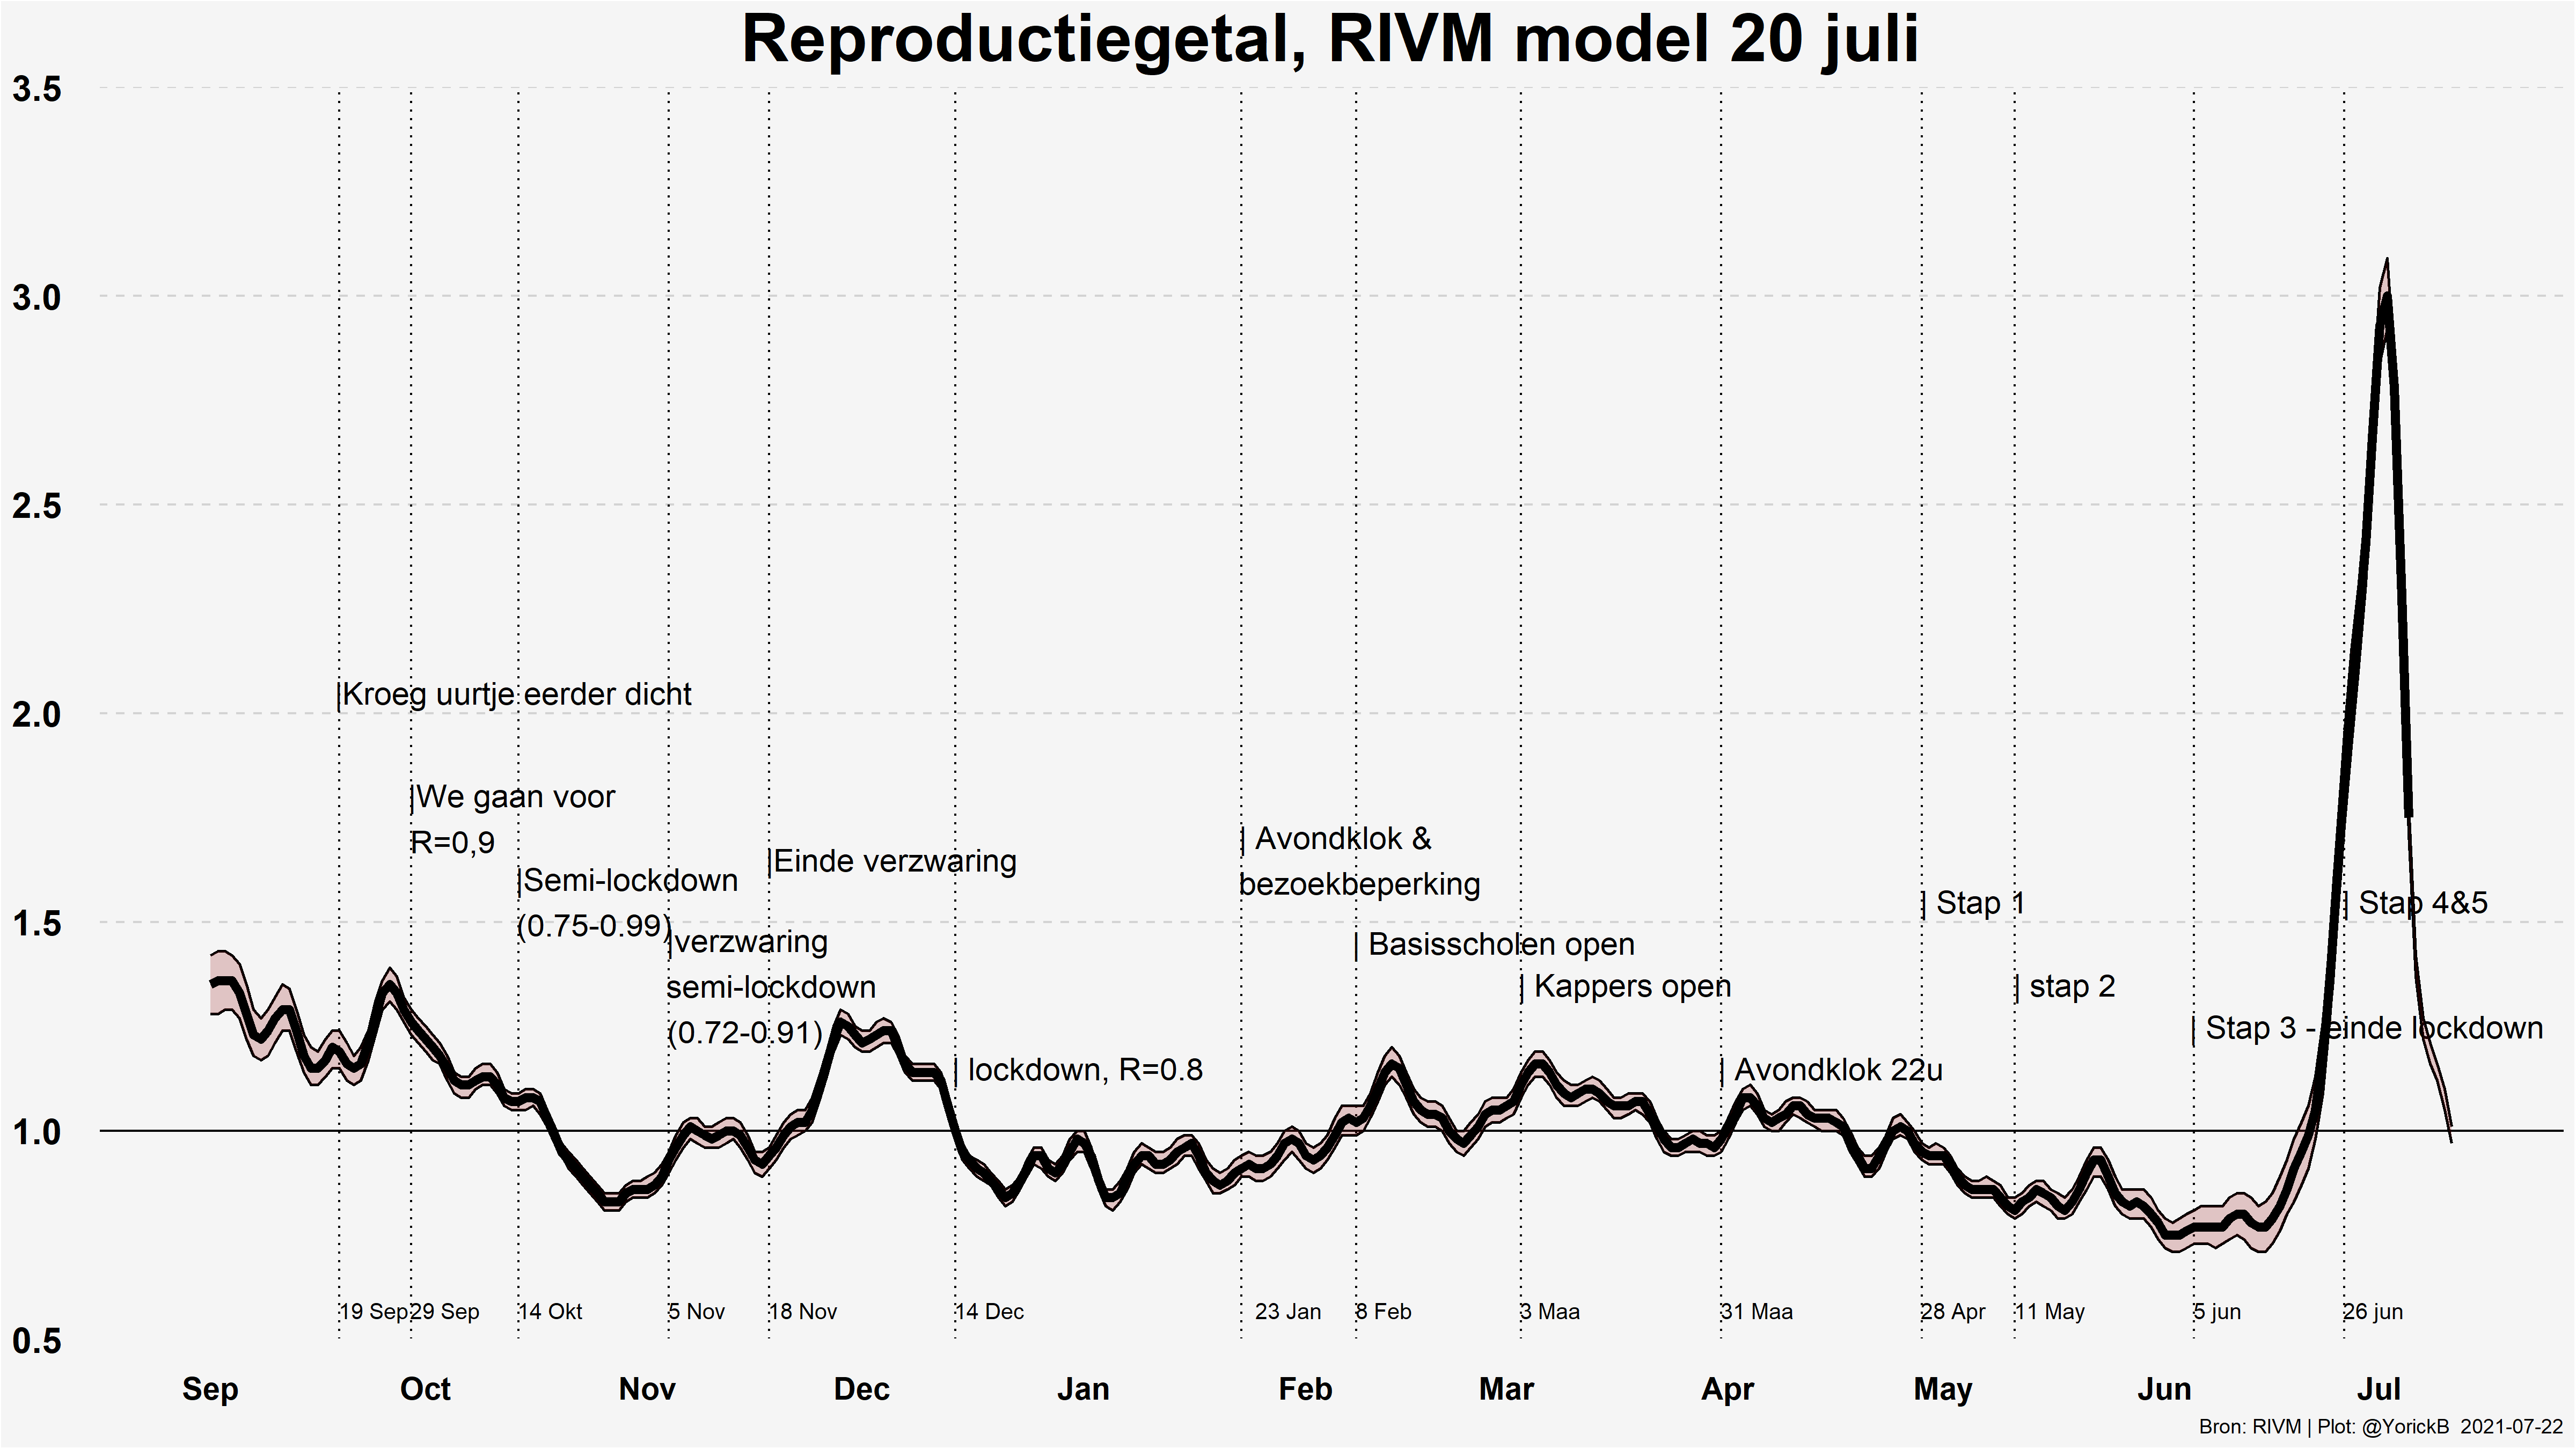 Reproductiegetal, RIVM model 20 juli
3.5
3.0
2.5
2.0
1.5
1.0
0.5
|Kroeg uurtje eerder dicht
|We gaan voor
R=0,9
|Semi-lockdown
(0.75-0.99)
|verzwaring
semi-lockdown
(0.72-0.91)
|Einde verzwaring
| lockdown, R=0.8
| Avondklok &
bezoekbeperking
| Basisscholen open
| Kappers open
| Avondklok 22u
| Stap 1
| stap 2
| Stap 3 - einde lockdown
| Stap 4&5
19 Sep
29 Sep
14 Okt
5 Nov
18 Nov
14 Dec
23 Jan
8 Feb
3 Maa
31 Maa
28 Apr
11 May
5 jun
26 jun
Sep
Oct
Nov
Dec
Jan
Feb
Mar
Apr
May
Jun
Jul
Bron: RIVM | Plot: @YorickB 2021-07-22